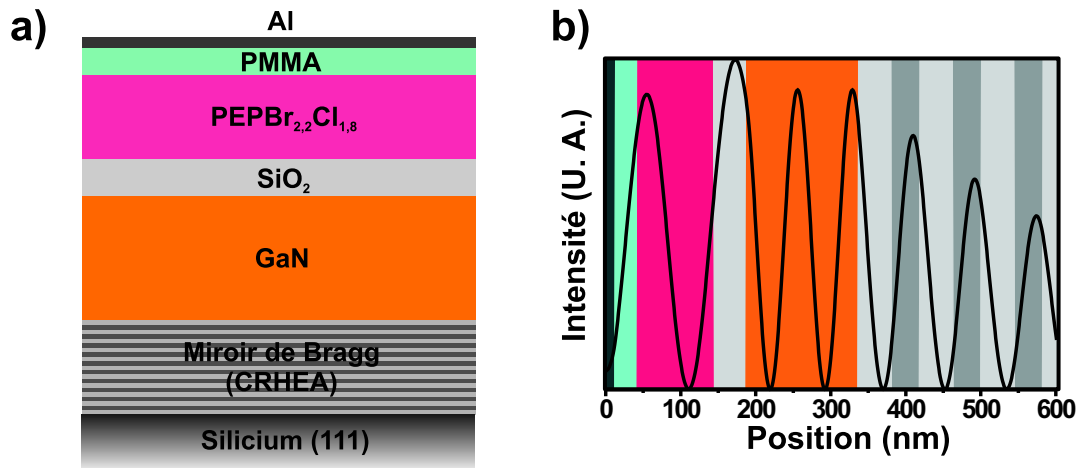 a)
Al
PMMA
PEPBr2,2Cl1,8
SiO2
GaN
Miroir de Bragg
(CRHEA)
Silicium (111)
b)
Intensité (U. A.)
0 100 200 300 400 500 600
Position (nm)